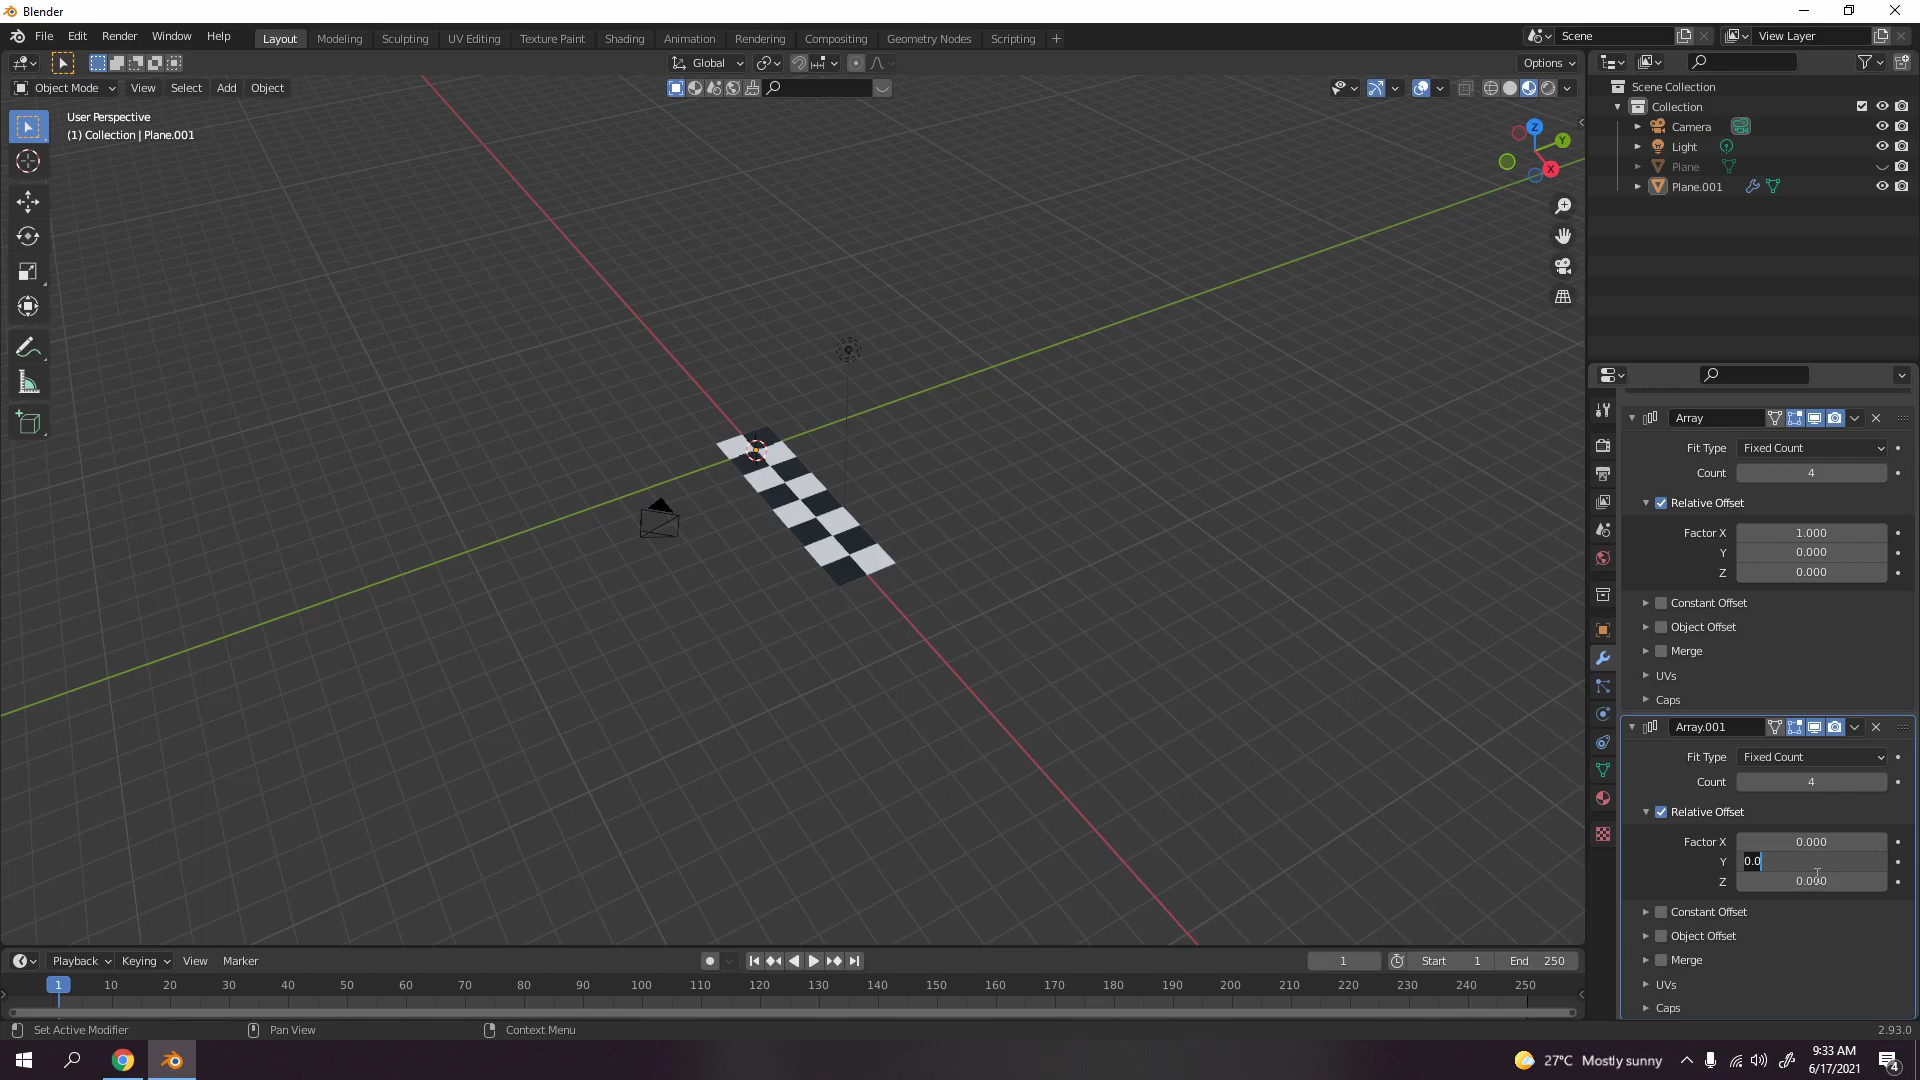 Blender
File Edit Render Window Help Layout Modeling Sculpting UV Editing Texture Paint Shading Animation Rendering Compositing Geometry Nodes Scripting + Scene View Layer
Global Options
Object Mode View Select Add Object
User Perspective
(1) Collection | Plane.001
Z
Y
X
Scene Collection
Collection
Camera
Light
Plane
Plane.001
Array
Fit Type Fixed Count
Count 4
Relative Offset
Factor X 1.000
Y 0.000
Z 0.000
Constant Offset
Object Offset
Merge
UVs
Caps
Array.001
Fit Type Fixed Count
Count 4
Relative Offset
Factor X 0.000
Y 0.0
Z 0.000
Constant Offset
Object Offset
Merge
UVs
Caps
Playback Keying View Marker 1 Start 1 End 250
1 10 20 30 40 50 60 70 80 90 100 110 120 130 140 150 160 170 180 190 200 210 220 230 240 250
Set Active Modifier Pan View Context Menu 2.93.0
27°C Mostly sunny 9:33 AM
6/17/2021
4